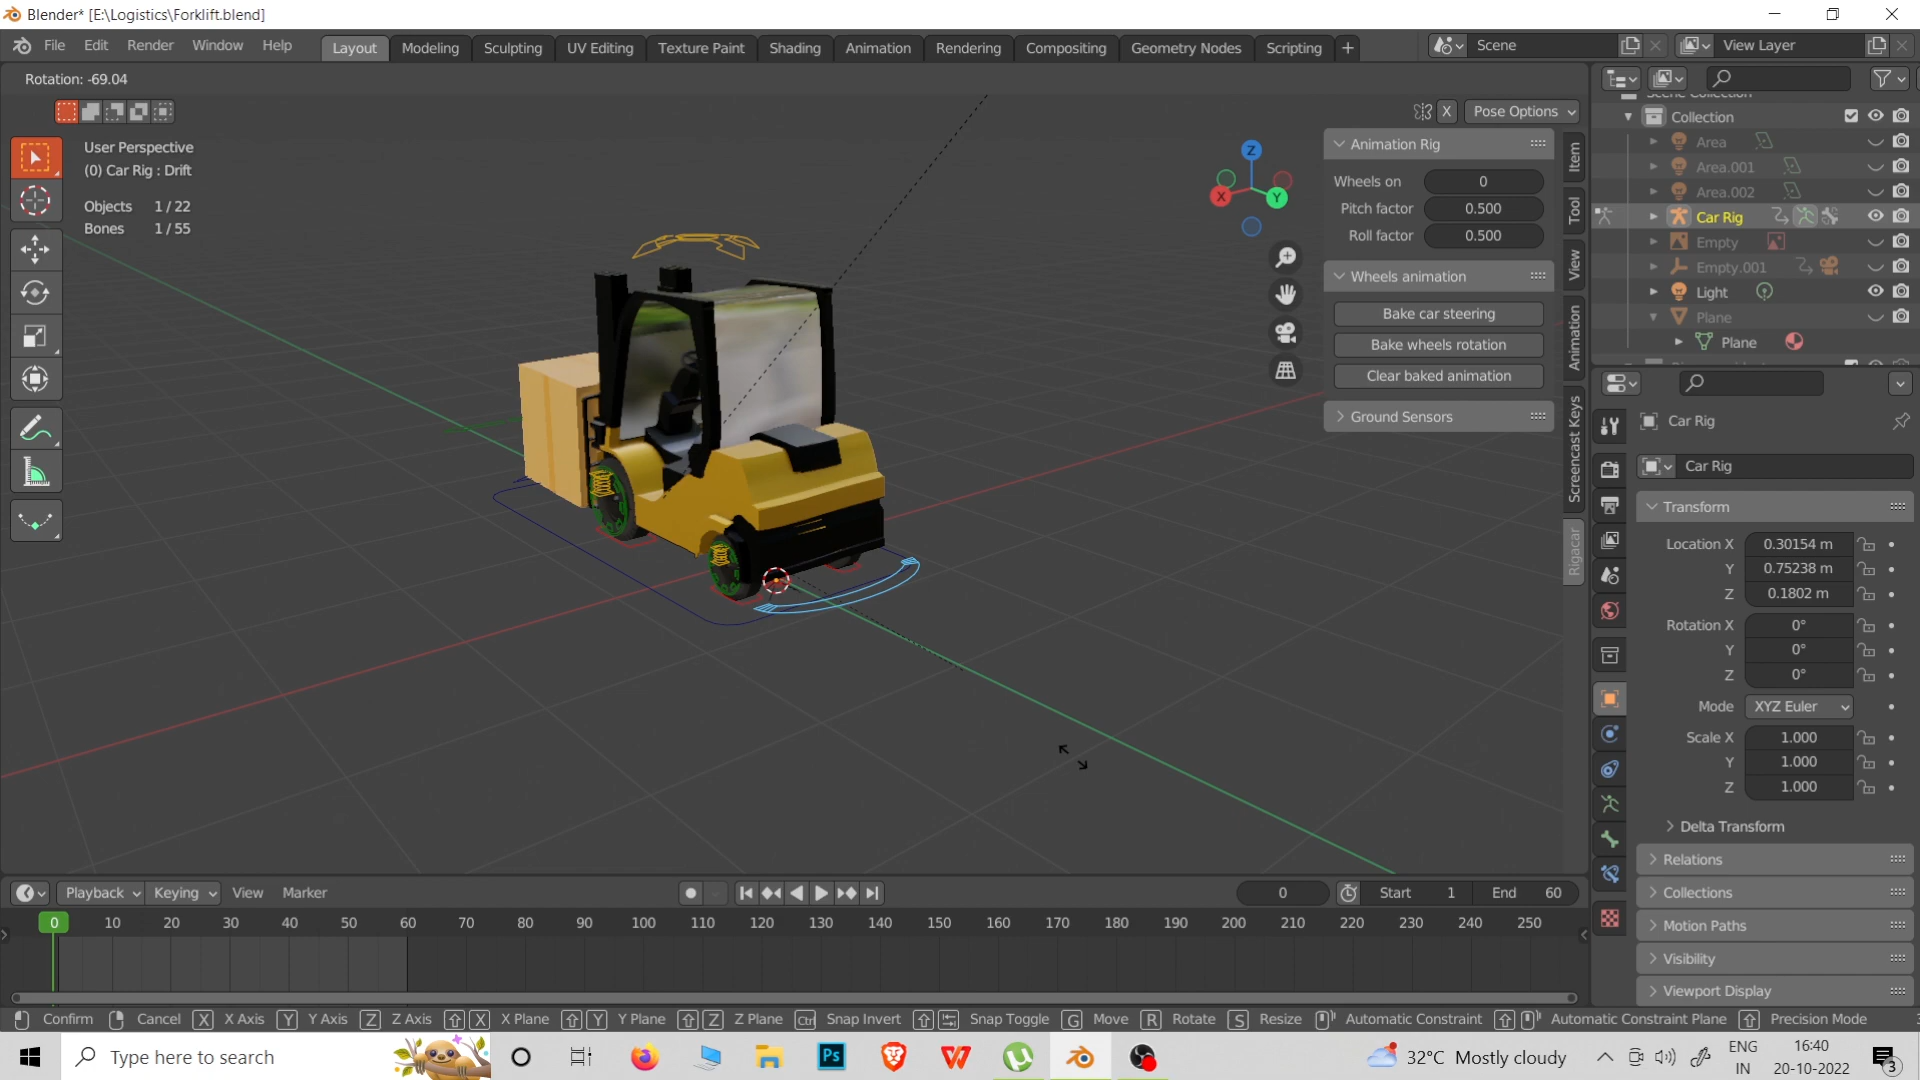 Blender* [E:\Logistics\Forklift.blend]
File Edit Render Window Help Layout Modeling Sculpting UV Editing Texture Paint Shading Animation Rendering Compositing Geometry Nodes Scripting + Scene View Layer
Rotation: -69.04
X Pose Options
User Perspective
(0) Car Rig : Drift
Objects 1 / 22
Bones 1 / 55
Z
X
Y
Animation Rig
Wheels on 0
Pitch factor 0.500
Roll factor 0.500
Wheels animation
Bake car steering
Bake wheels rotation
Clear baked animation
Ground Sensors
Item
Tool
View
Animation
Screencast Keys
Rigacar
Scene Collection
Collection
Area
Area.001
Area.002
Car Rig
Empty
Empty.001
Light
Plane
Plane
Car Rig
Car Rig
Transform
Location X 0.30154 m
Y 0.75238 m
Z 0.1802 m
Rotation X 0°
Y 0°
Z 0°
Mode XYZ Euler
Scale X 1.000
Y 1.000
Z 1.000
Delta Transform
Relations
Collections
Motion Paths
Visibility
Viewport Display
Playback Keying View Marker 0 Start 1 End 60
0 10 20 30 40 50 60 70 80 90 100 110 120 130 140 150 160 170 180 190 200 210 220 230 240 250
Confirm Cancel X X Axis Y Y Axis Z Z Axis X X Plane Y Y Plane Z Z Plane Ctrl Snap Invert Snap Toggle G Move R Rotate S Resize Automatic Constraint Automatic Constraint Plane Precision Mode
Type here to search Ps W 32°C Mostly cloudy ENG IN 16:40 20-10-2022 3